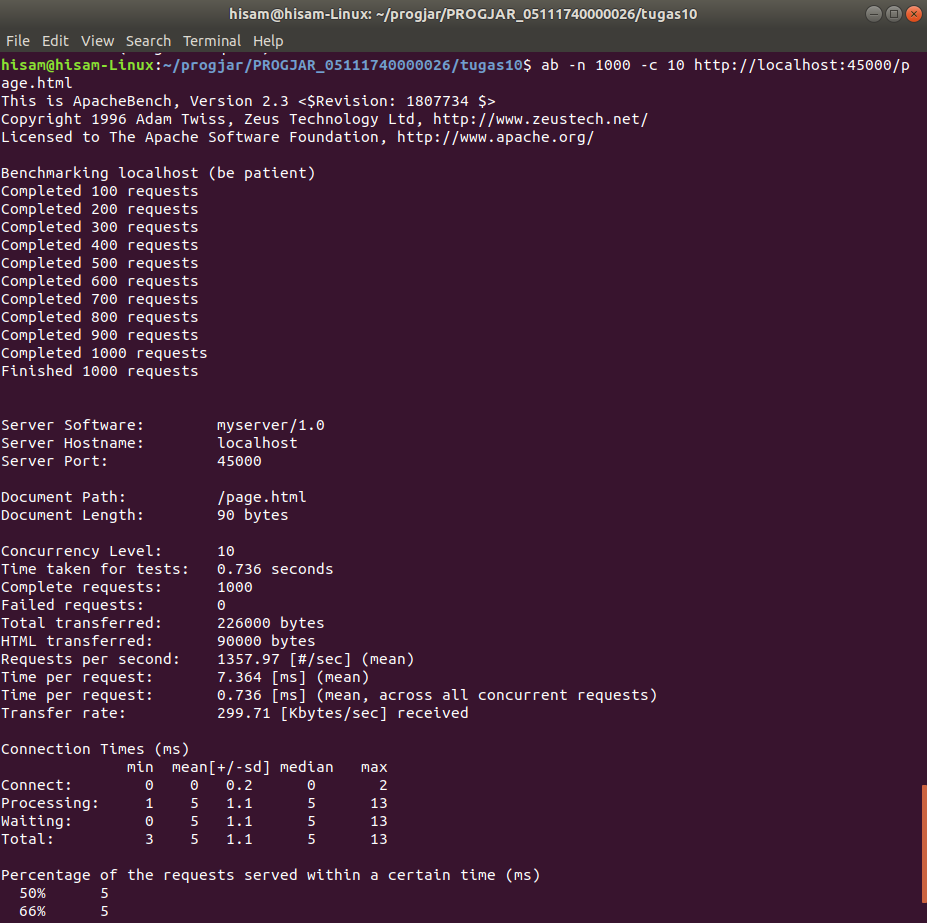 hisam@hisam-Linux: ~/progjar/PROGJAR_05111740000026/tugas10
File Edit View Search Terminal Help
hisam@hisam-Linux:~/progjar/PROGJAR_05111740000026/tugas10$ ab -n 1000 -c 10 http://localhost:45000/p
age.html
This is ApacheBench, Version 2.3 <$Revision: 1807734 $>
Copyright 1996 Adam Twiss, Zeus Technology Ltd, http://www.zeustech.net/
Licensed to The Apache Software Foundation, http://www.apache.org/
Benchmarking localhost (be patient)
Completed 100 requests
Completed 200 requests
Completed 300 requests
Completed 400 requests
Completed 500 requests
Completed 600 requests
Completed 700 requests
Completed 800 requests
Completed 900 requests
Completed 1000 requests
Finished 1000 requests
Server Software: myserver/1.0
Server Hostname: localhost
Server Port: 45000
Document Path: /page.html
Document Length: 90 bytes
Concurrency Level: 10
Time taken for tests: 0.736 seconds
Complete requests: 1000
Failed requests: 0
Total transferred: 226000 bytes
HTML transferred: 90000 bytes
Requests per second: 1357.97 [#/sec] (mean)
Time per request: 7.364 [ms] (mean)
Time per request: 0.736 [ms] (mean, across all concurrent requests)
Transfer rate: 299.71 [Kbytes/sec] received
Connection Times (ms)
min mean[+/-sd] median max
Connect: 0 0 0.2 0 2
Processing: 1 5 1.1 5 13
Waiting: 0 5 1.1 5 13
Total: 3 5 1.1 5 13
Percentage of the requests served within a certain time (ms)
50% 5
66% 5